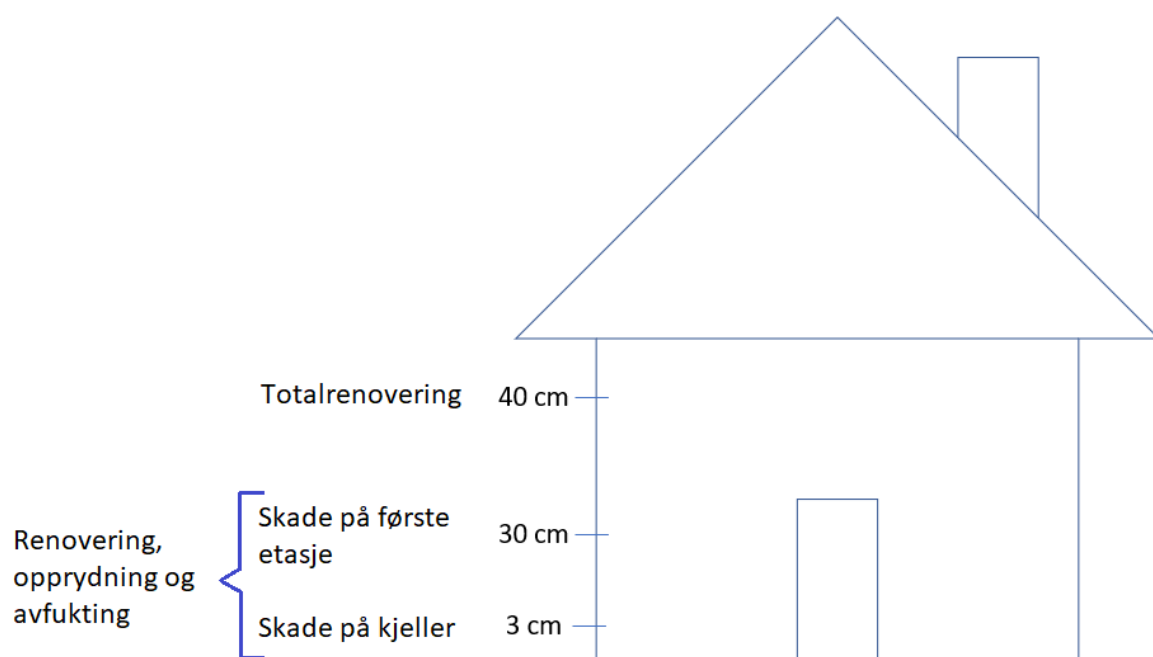 Totalrenovering 40 cm
Skade på første
etasje
30 cm
Renovering,
opprydning og
avfukting
Skade på kjeller 3 cm